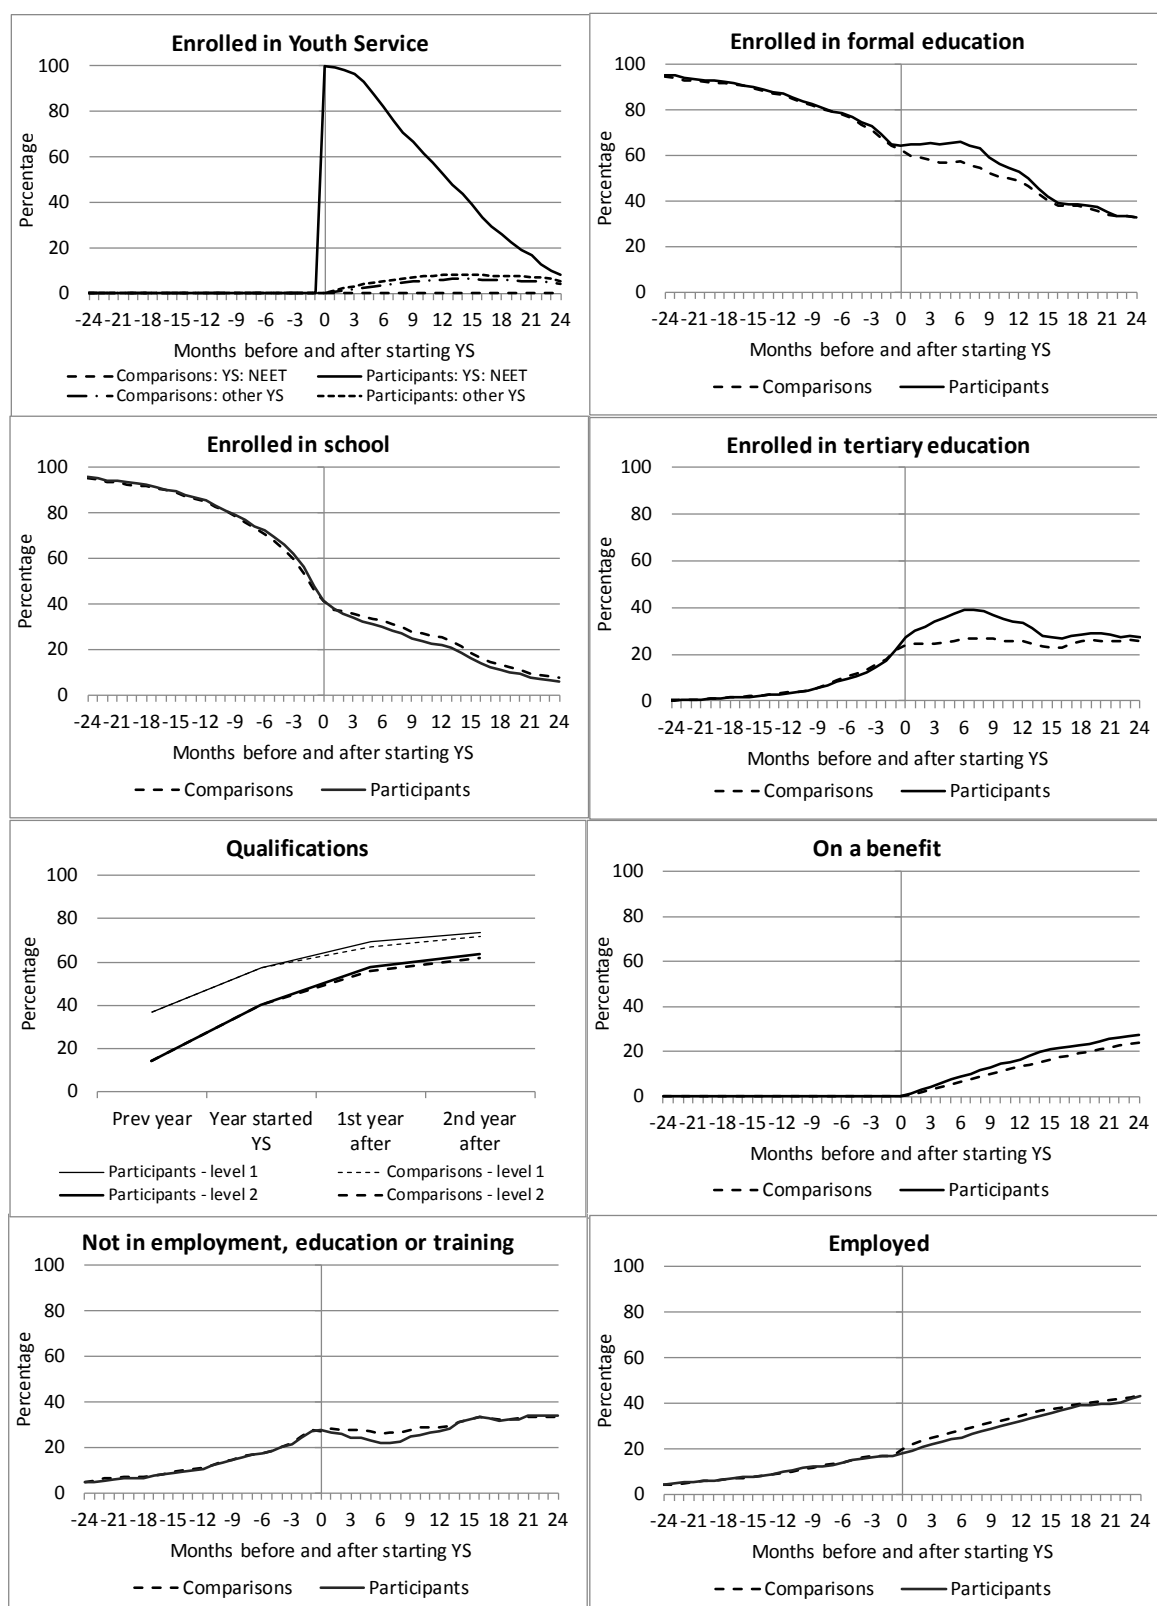 Enrolled in Youth Service
100
80
60
40
20
0
Percentage
-24 -21 -18 -15 -12 -9 -6 -3 0 3 6 9 12 15 18 21 24
Months before and after starting YS
Comparisons: YS: NEET Participants: YS: NEET
Comparisons: other YS Participants: other YS
Enrolled in formal education
100
80
60
40
20
0
Percentage
-24 -21 -18 -15 -12 -9 -6 -3 0 3 6 9 12 15 18 21 24
Months before and after starting YS
Comparisons Participants
Enrolled in school
100
80
60
40
20
0
Percentage
-24 -21 -18 -15 -12 -9 -6 -3 0 3 6 9 12 15 18 21 24
Months before and after starting YS
Comparisons Participants
Enrolled in tertiary education
100
80
60
40
20
0
Percentage
-24 -21 -18 -15 -12 -9 -6 -3 0 3 6 9 12 15 18 21 24
Months before and after starting YS
Comparisons Participants
Qualifications
100
80
60
40
20
0
Percentage
Prev year Year started 1st year 2nd year
YS after after
Participants - level 1 Comparisons - level 1
Participants - level 2 Comparisons - level 2
On a benefit
100
80
60
40
20
0
Percentage
-24 -21 -18 -15 -12 -9 -6 -3 0 3 6 9 12 15 18 21 24
Months before and after starting YS
Comparisons Participants
Not in employment, education or training
100
80
60
40
20
0
Percentage
-24 -21 -18 -15 -12 -9 -6 -3 0 3 6 9 12 15 18 21 24
Months before and after starting YS
Comparisons Participants
Employed
100
80
60
40
20
0
Percentage
-24 -21 -18 -15 -12 -9 -6 -3 0 3 6 9 12 15 18 21 24
Months before and after starting YS
Comparisons Participants